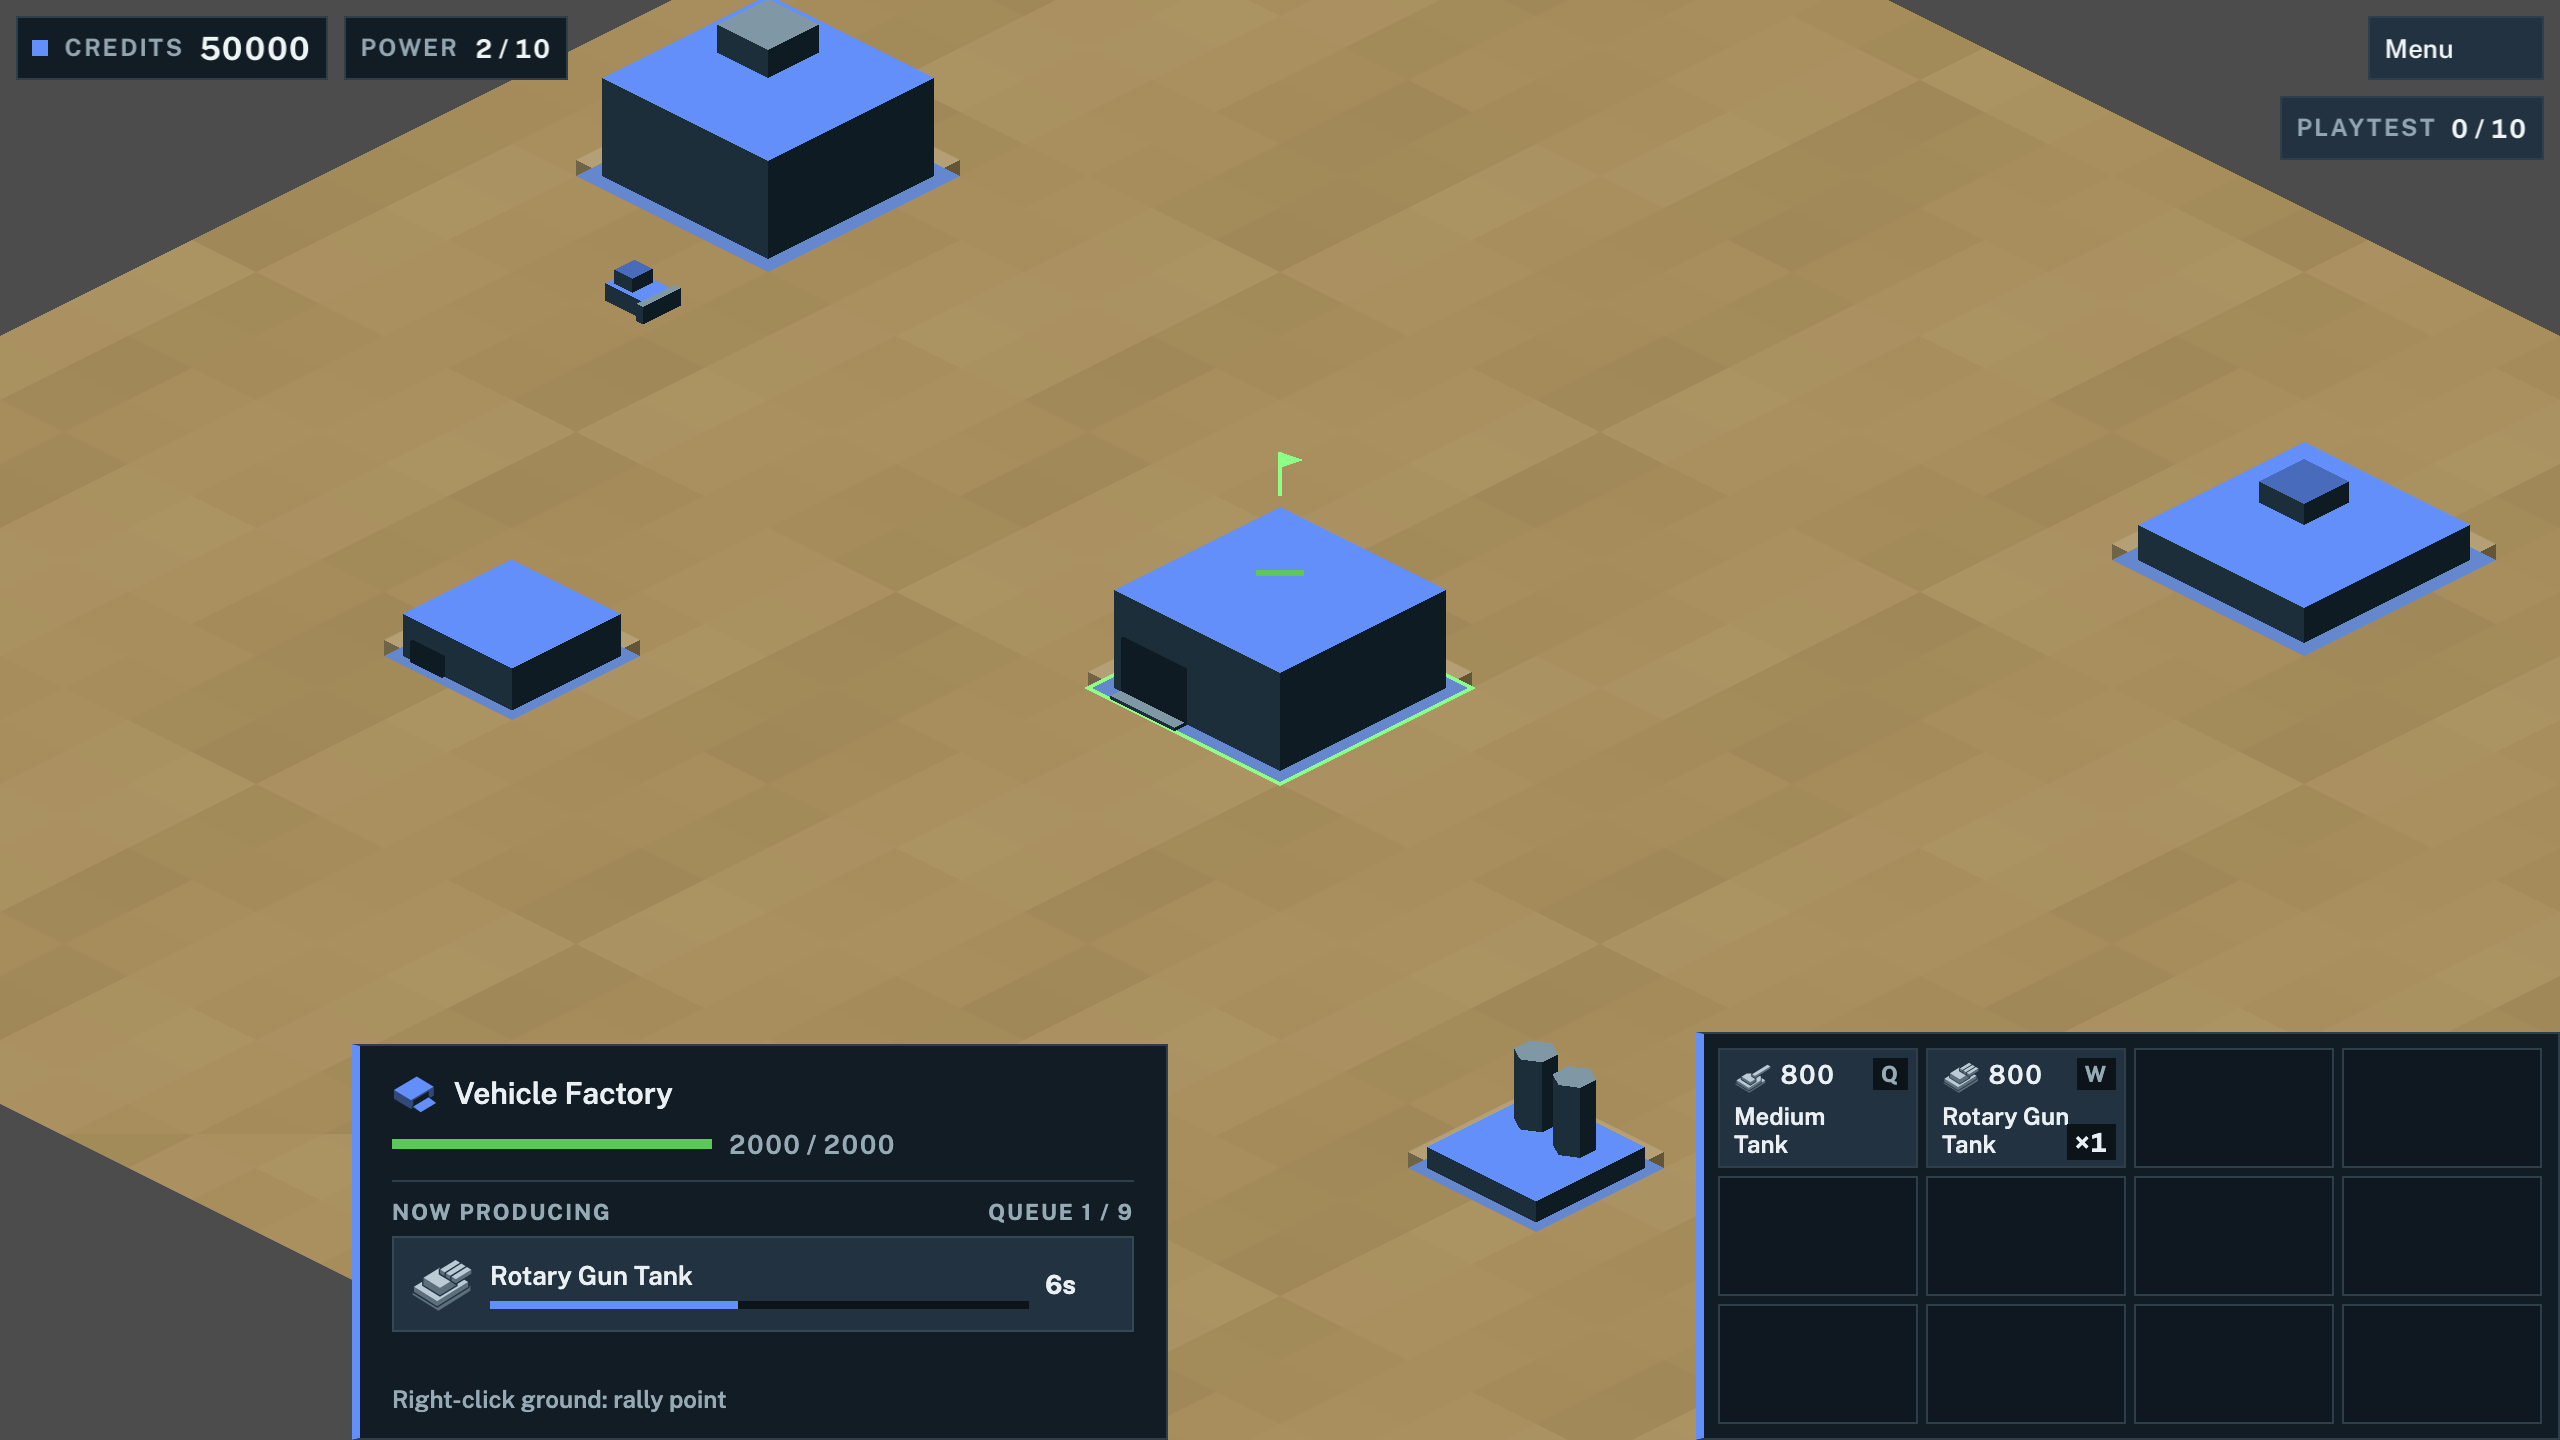 CREDITS 50000
POWER 2/10
Menu
PLAYTEST 0/10
Vehicle Factory
2000/2000
NOW PRODUCING
QUEUE 1 / 9
Rotary Gun Tank
6s
Right-click ground: rally point
800 Q
Medium
Tank
800 W
Rotary Gun
Tank ×1